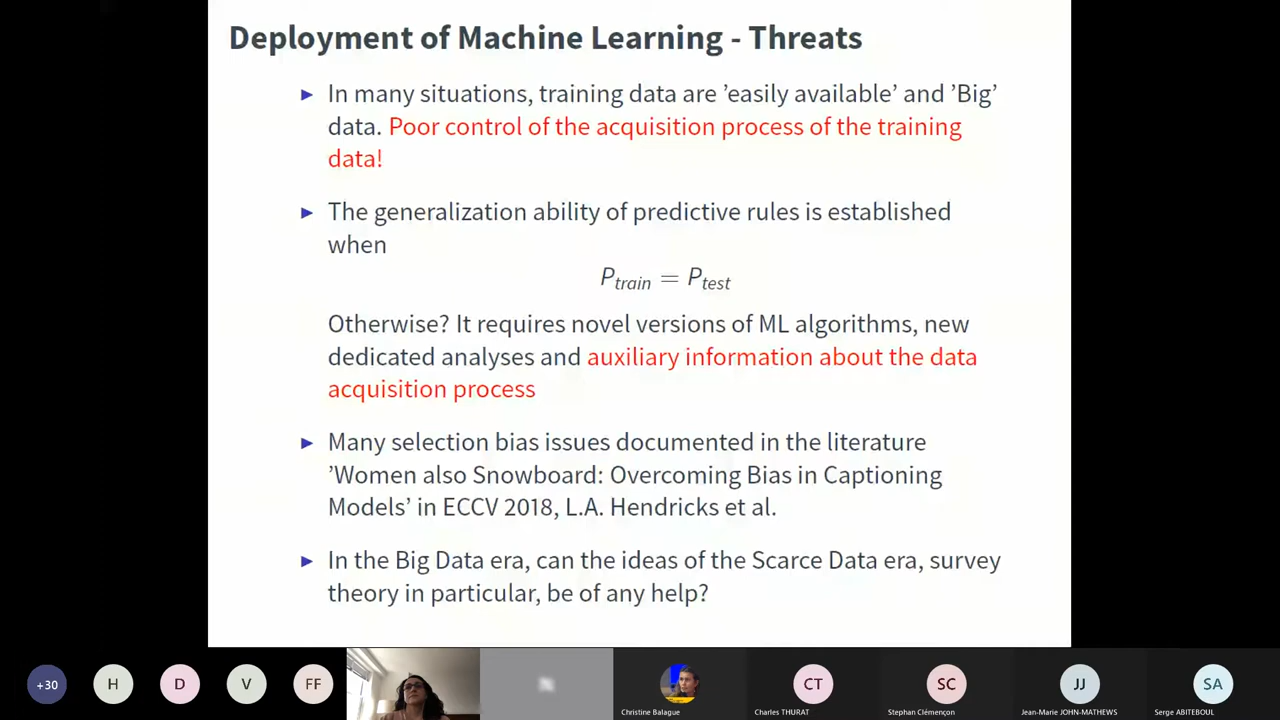 Deployment of Machine Learning - Threats
► In many situations, training data are 'easily available' and 'Big'
data. Poor control of the acquisition process of the training
data!
► The generalization ability of predictive rules is established
when
P_train = P_test
Otherwise? It requires novel versions of ML algorithms, new
dedicated analyses and auxiliary information about the data
acquisition process
► Many selection bias issues documented in the literature
'Women also Snowboard: Overcoming Bias in Captioning
Models' in ECCV 2018, L.A. Hendricks et al.
► In the Big Data era, can the ideas of the Scarce Data era, survey
theory in particular, be of any help?
+30 H D V FF CT SC JJ SA
Christine Balague Charles THURAT Stephan Clémençon Jean-Marie JOHN-MATHEWS Serge ABITEBOUL